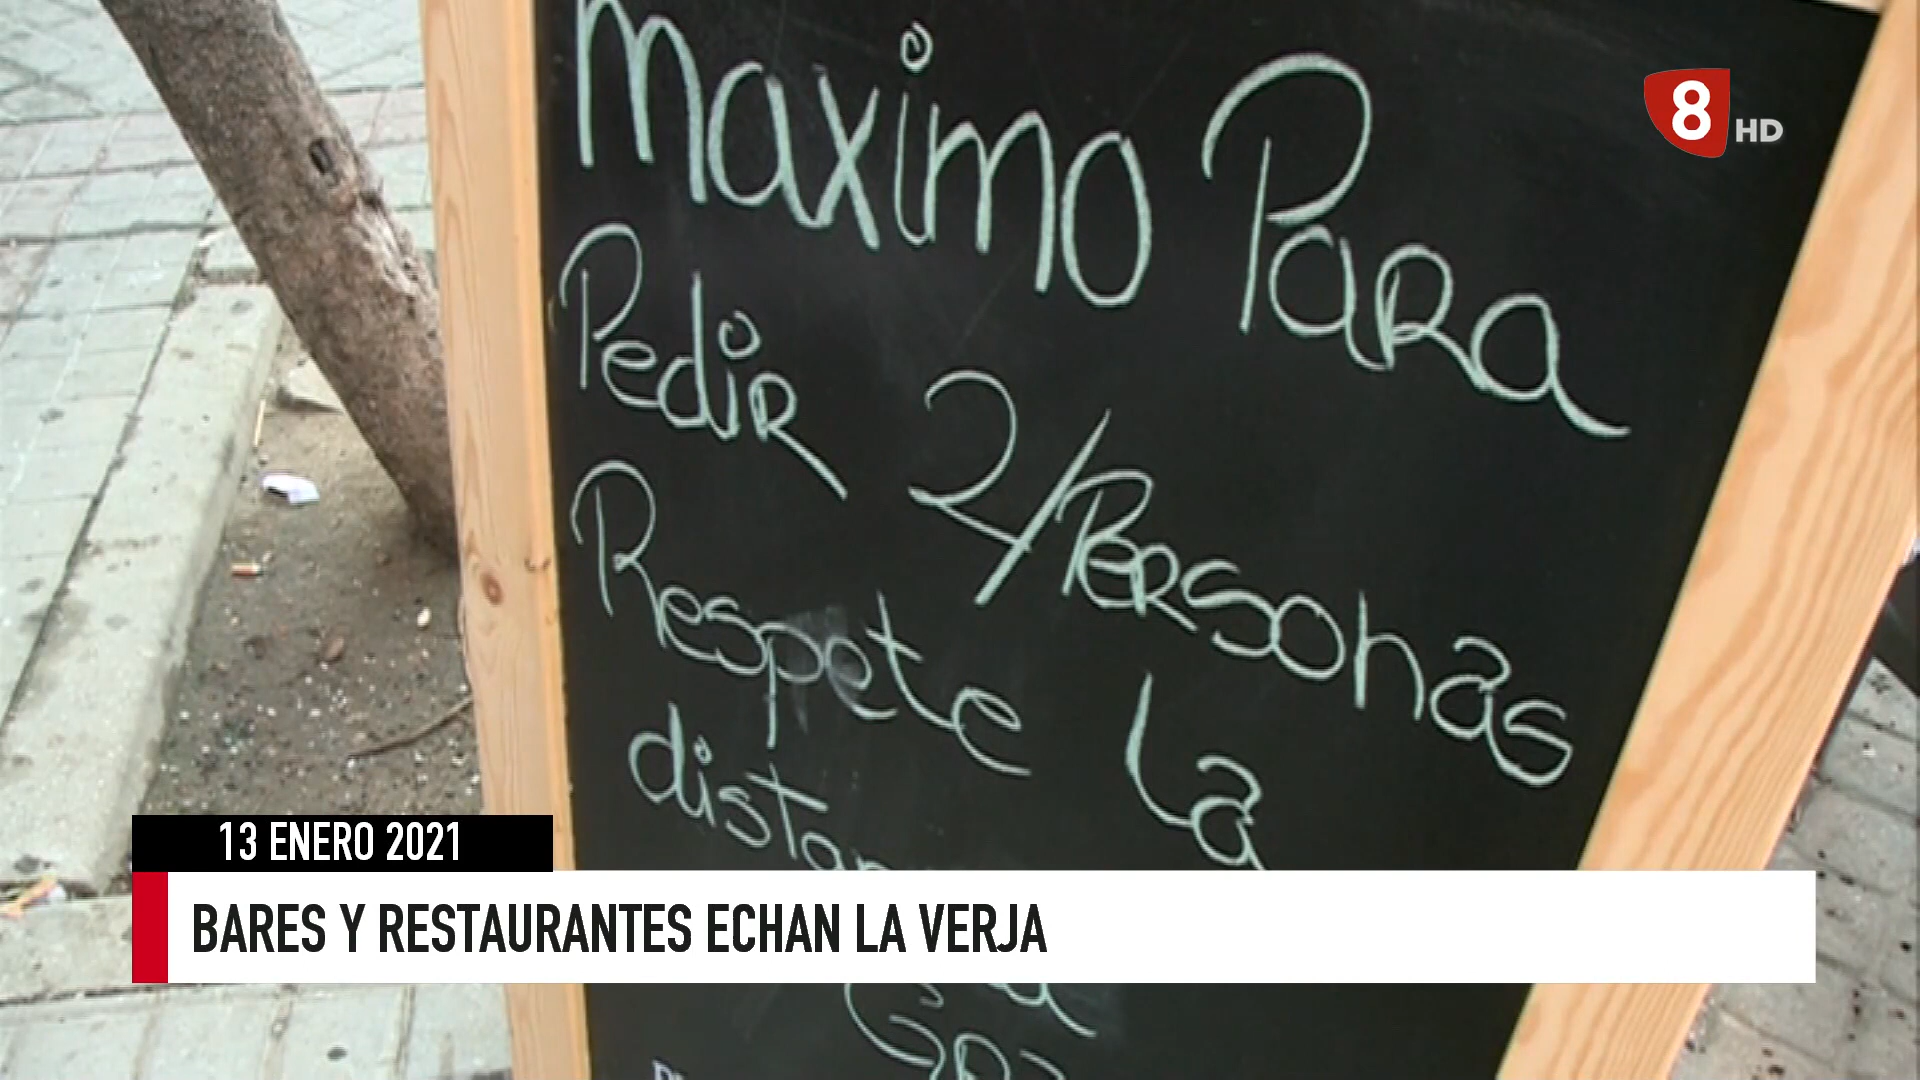 maximo Para
8 HD
Pedir 2/Personas
Respete La
13 ENERO 2021
BARES Y RESTAURANTES ECHAN LA VERJA